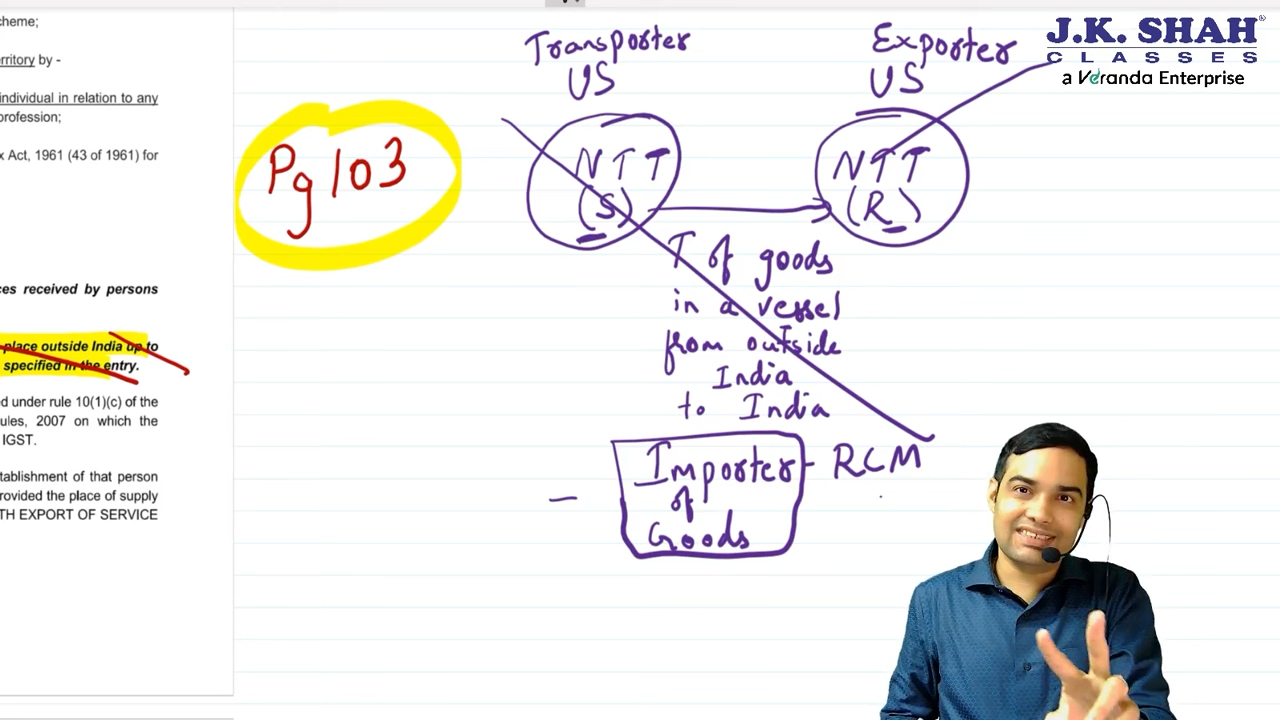 cheme;
erritory by -
individual in relation to any
profession;
x Act, 1961 (43 of 1961) for
ces received by persons
place outside India up to
specified in the entry.
ed under rule 10(1)(c) of the
ules, 2007 on which the
IGST.
stablishment of that person
rovided the place of supply
TH EXPORT OF SERVICE
Pg 103
Transporter
US
NTT
(S)
Exporter
US
NTT
(R)
T of goods
in a vessel
from outside
India
to India
Importer - RCM
of
Goods
J.K. SHAH
CLASSES
a Veranda Enterprise